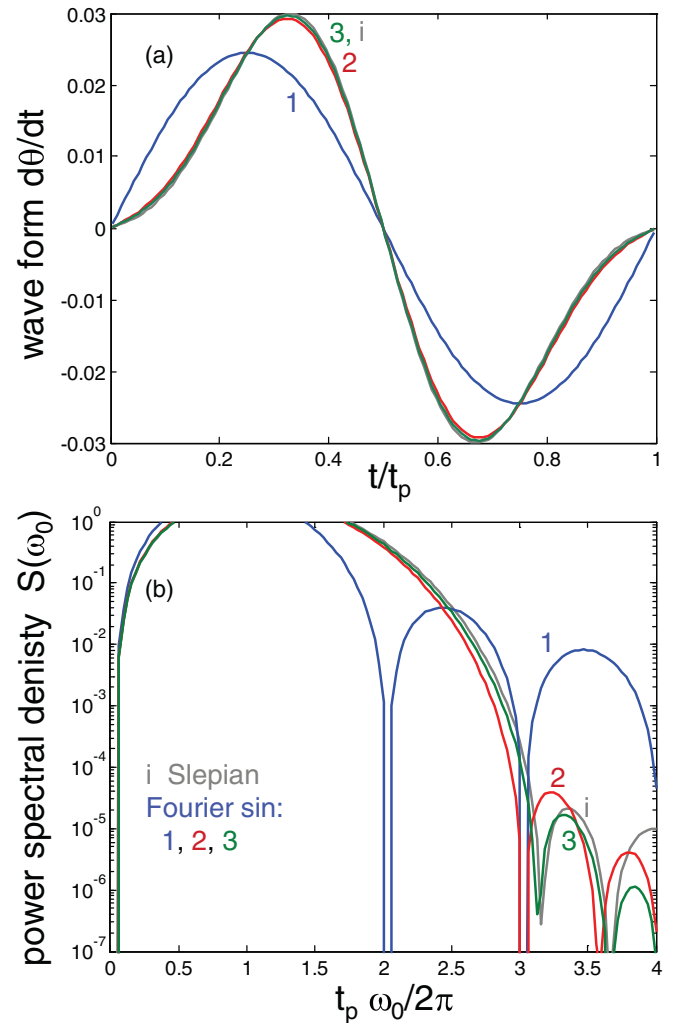 0.03
0.02
0.01
0
-0.01
-0.02
-0.03
wave form dθ/dt
(a)
3, i
2
1
0 0.2 0.4 0.6 0.8 1
t/tp
10^0
10^-1
10^-2
10^-3
10^-4
10^-5
10^-6
10^-7
power spectral denisty S(ω0)
(b)
1
i Slepian
Fourier sin:
1, 2, 3
2
i
3
0 0.5 1 1.5 2 2.5 3 3.5 4
tp ω0/2π